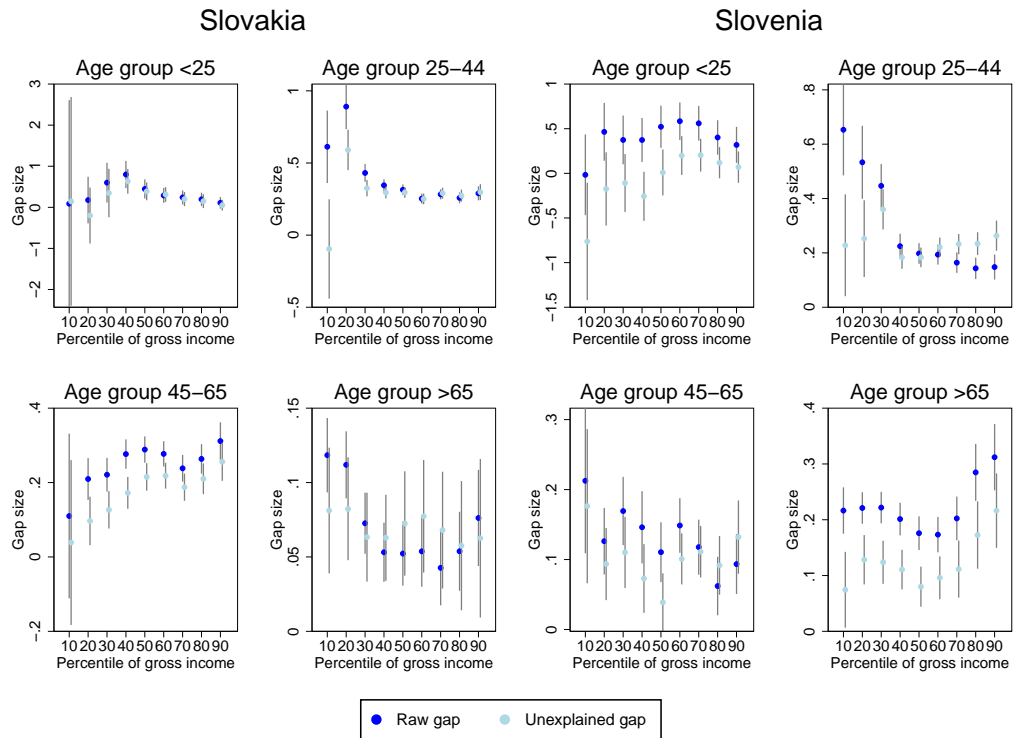 Slovakia
Slovenia
Age group <25
Gap size
3
2
1
0
−1
−2
10 20 30 40 50 60 70 80 90
Percentile of gross income
Age group 25−44
Gap size
1
.5
0
−.5
10 20 30 40 50 60 70 80 90
Percentile of gross income
Age group <25
Gap size
1
.5
0
−.5
−1
−1.5
10 20 30 40 50 60 70 80 90
Percentile of gross income
Age group 25−44
Gap size
.8
.6
.4
.2
0
10 20 30 40 50 60 70 80 90
Percentile of gross income
Age group 45−65
Gap size
.4
.2
0
−.2
10 20 30 40 50 60 70 80 90
Percentile of gross income
Age group >65
Gap size
.15
.1
.05
0
10 20 30 40 50 60 70 80 90
Percentile of gross income
Age group 45−65
Gap size
.3
.2
.1
0
10 20 30 40 50 60 70 80 90
Percentile of gross income
Age group >65
Gap size
.4
.3
.2
.1
0
10 20 30 40 50 60 70 80 90
Percentile of gross income
Raw gap
Unexplained gap